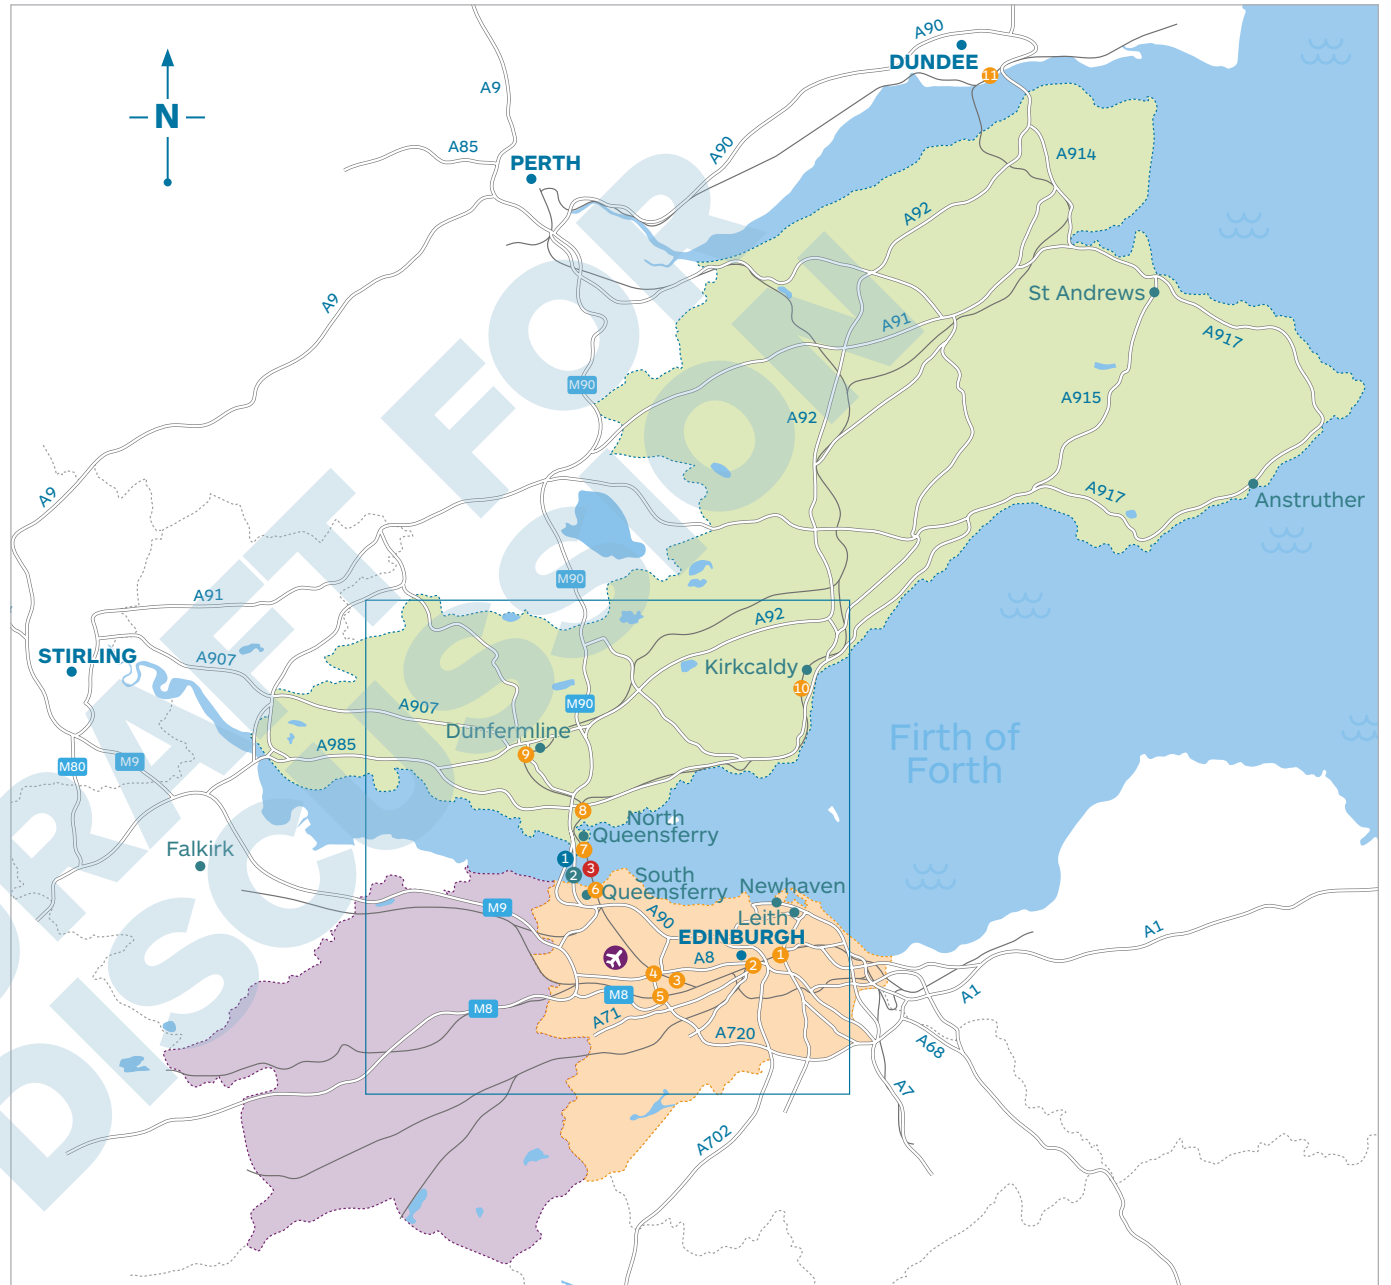 A90
DUNDEE
11
A9
N
A85
A90
PERTH
A914
A92
St Andrews
A9
A91
A917
M90
A915
A92
A9
A917
Anstruther
M90
A91
A92
STIRLING
A907
Kirkcaldy
10
A907
M90
Dunfermline
A985
9
Firth of
Forth
M80
M9
8
North
Queensferry
7
1
Falkirk
3
2
South
Queensferry
6
Newhaven
M9
A90
Leith
EDINBURGH
A1
A8
1
2
4
3
M8
5
A1
M8
A71
A720
A68
A7
A702
DRAFT FOR
DISCUSSION